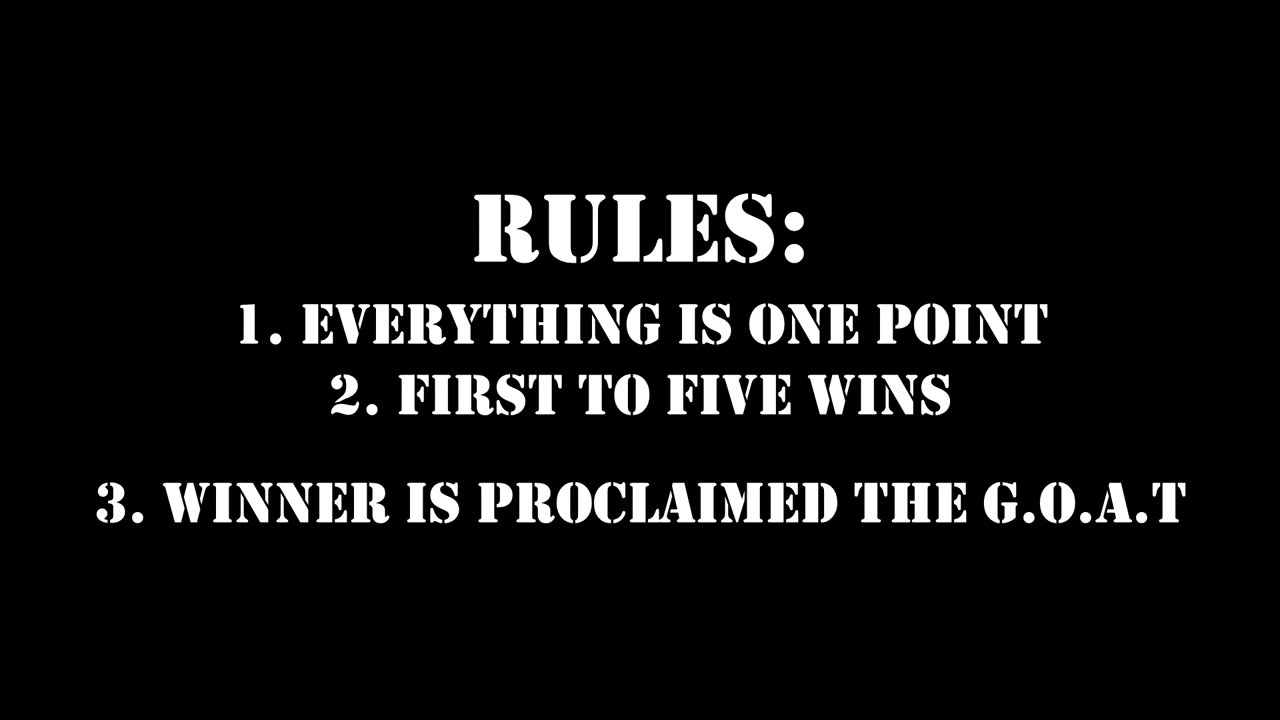 RULES:
1. EVERYTHING IS ONE POINT
2. FIRST TO FIVE WINS
3. WINNER IS PROCLAIMED THE G.O.A.T